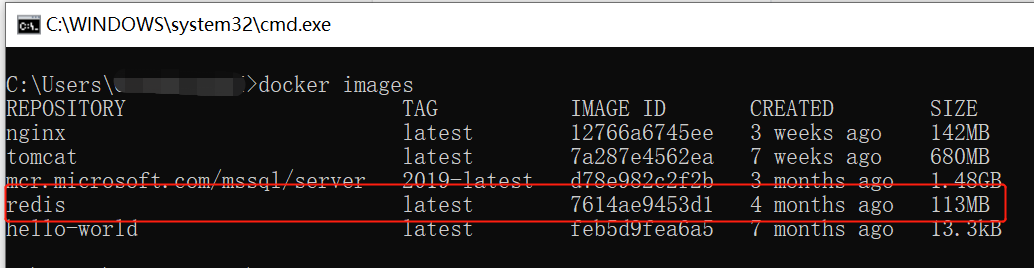 C:\WINDOWS\system32\cmd.exe
C:\Users\ >docker images
REPOSITORY TAG IMAGE ID CREATED SIZE
nginx latest 12766a6745ee 3 weeks ago 142MB
tomcat latest 7a287e4562ea 7 weeks ago 680MB
mcr.microsoft.com/mssql/server 2019-latest d78e982c2f2b 3 months ago 1.48GB
redis latest 7614ae9453d1 4 months ago 113MB
hello-world latest feb5d9fea6a5 7 months ago 13.3kB